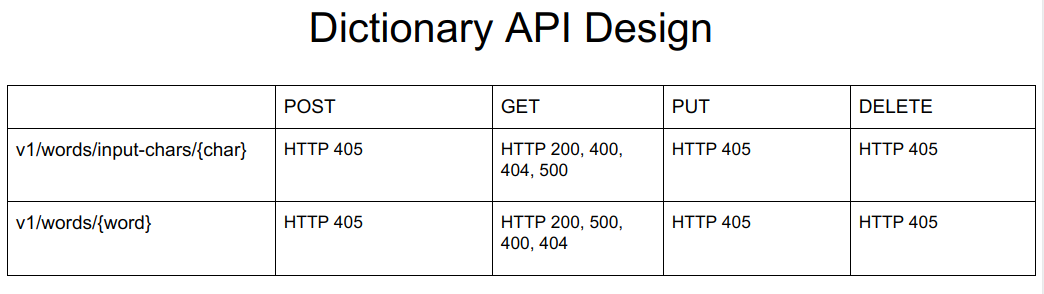 Dictionary API Design
POST GET PUT DELETE
v1/words/input-chars/{char} HTTP 405 HTTP 200, 400, HTTP 405 HTTP 405
404, 500
v1/words/{word} HTTP 405 HTTP 200, 500, HTTP 405 HTTP 405
400, 404